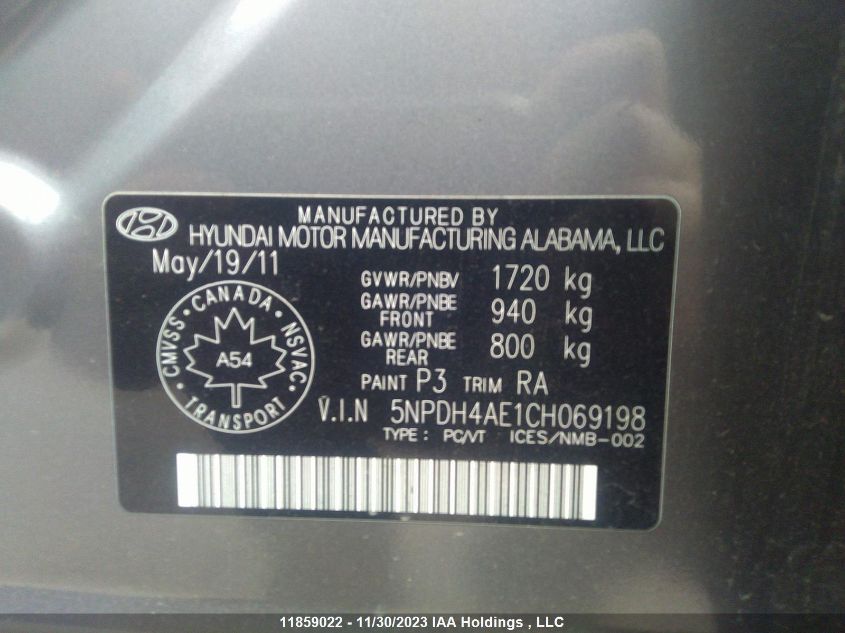 MANUFACTURED BY
HYUNDAI MOTOR MANUFACTURING ALABAMA, LLC
May/19/11
GVWR/PNBV 1720 kg
GAWR/PNBE FRONT 940 kg
GAWR/PNBE REAR 800 kg
CANADA
CMVSS NSVAC
A54
TRANSPORT
PAINT P3 TRIM RA
V.I.N 5NPDH4AE1CH069198
TYPE : PC/VT ICES/NMB-002
11859022 - 11/30/2023 IAA Holdings , LLC